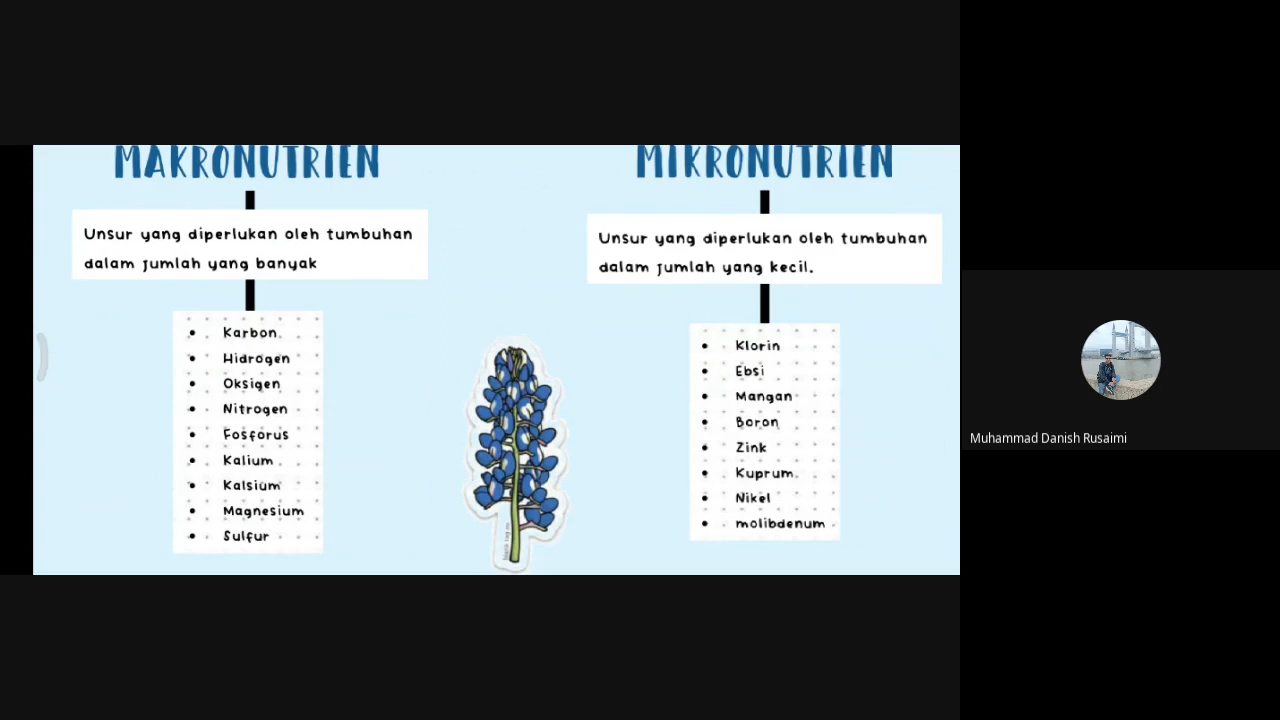 MAKRONUTRIEN
Unsur yang diperlukan oleh tumbuhan
dalam jumlah yang banyak
• Karbon
• Hidrogen
• Oksigen
• Nitrogen
• Fosforus
• Kalium
• Kalsium
• Magnesium
• Sulfur
MIKRONUTRIEN
Unsur yang diperlukan oleh tumbuhan
dalam jumlah yang kecil.
• Klorin
• Ebsi
• Mangan
• Boron
• Zink
• Kuprum
• Nikel
• molibdenum
Muhammad Danish Rusaimi